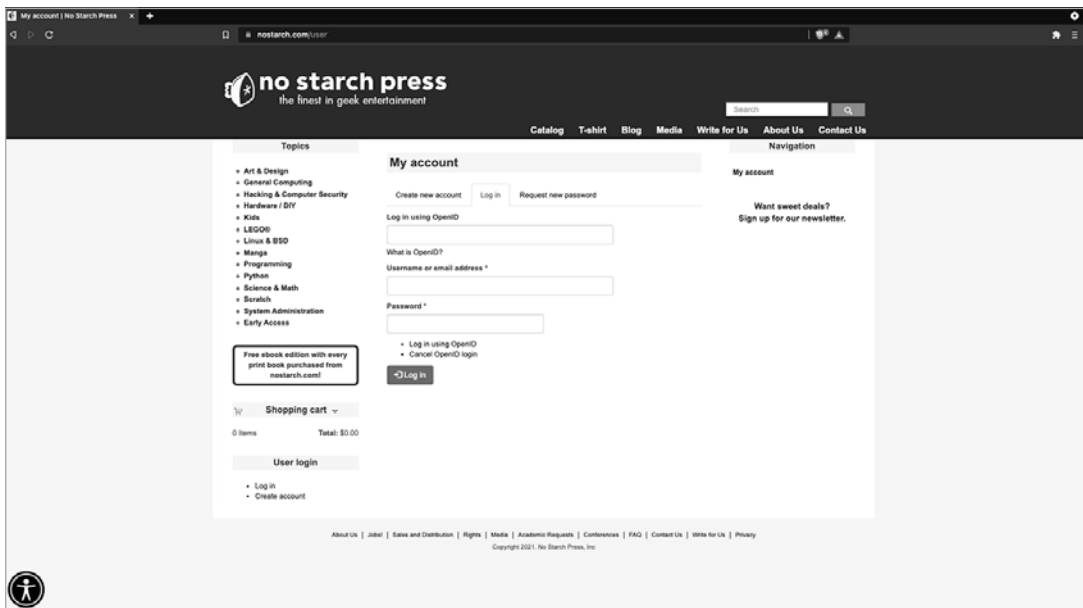 My account | No Starch Press
nostarch.com/user
no starch press
the finest in geek entertainment
Search
Catalog T-shirt Blog Media Write for Us About Us Contact Us
Topics
Art & Design
General Computing
Hacking & Computer Security
Hardware / DIY
Kids
LEGO®
Linux & BSD
Manga
Programming
Python
Science & Math
Scratch
System Administration
Early Access
Free ebook edition with every
print book purchased from
nostarch.com!
Shopping cart
0 Items Total: $0.00
User login
Log in
Create account
My account
Create new account Log in Request new password
Log in using OpenID
What is OpenID?
Username or email address *
Password *
Log in using OpenID
Cancel OpenID login
Log in
Navigation
My account
Want sweet deals?
Sign up for our newsletter.
About Us | Jobs! | Sales and Distribution | Rights | Media | Academic Requests | Conferences | FAQ | Contact Us | Write for Us | Privacy
Copyright 2021. No Starch Press, Inc